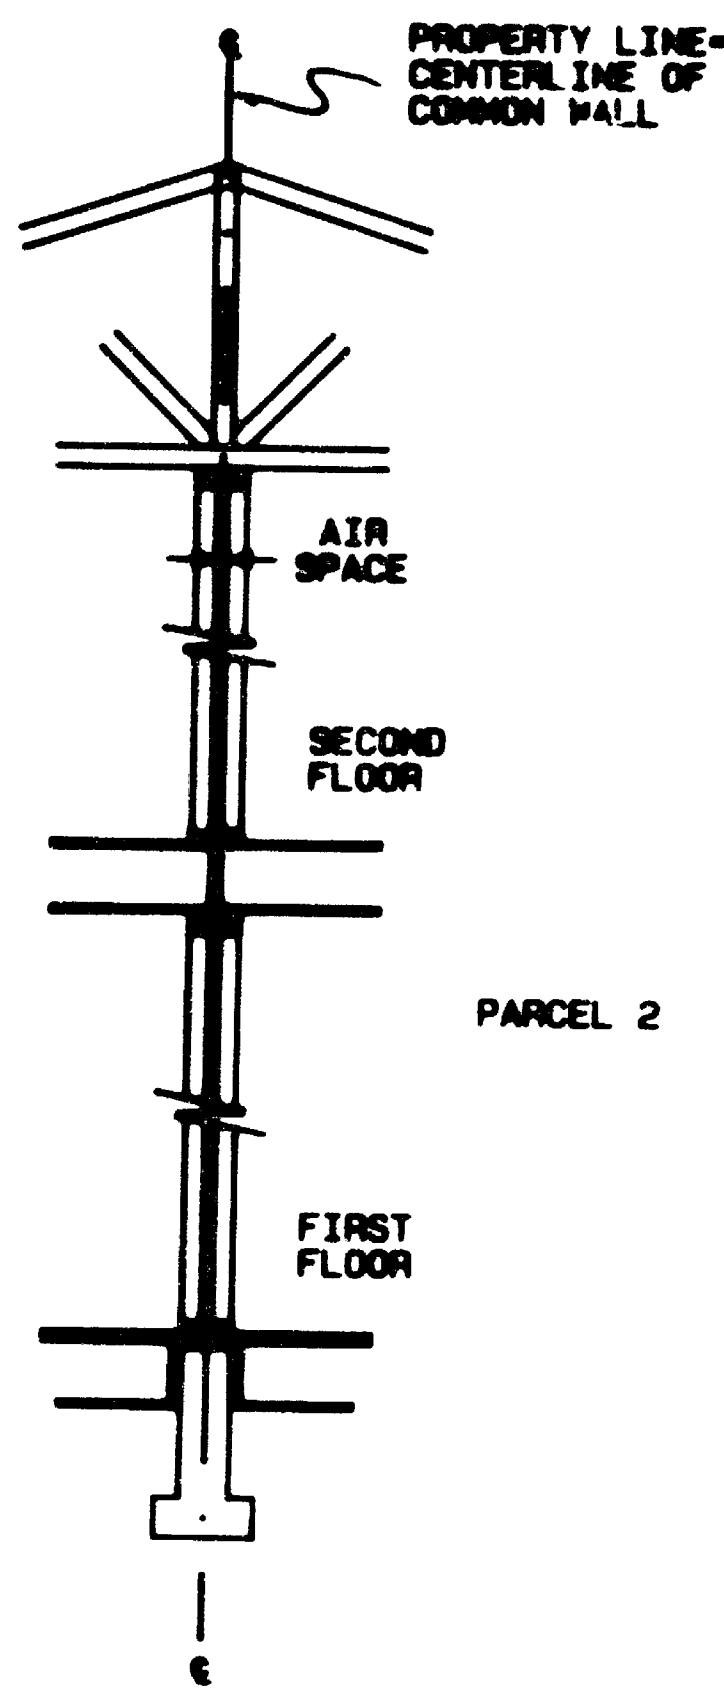 ℄
PROPERTY LINE=
CENTERLINE OF
COMMON WALL
AIR
SPACE
SECOND
FLOOR
PARCEL 2
FIRST
FLOOR
℄